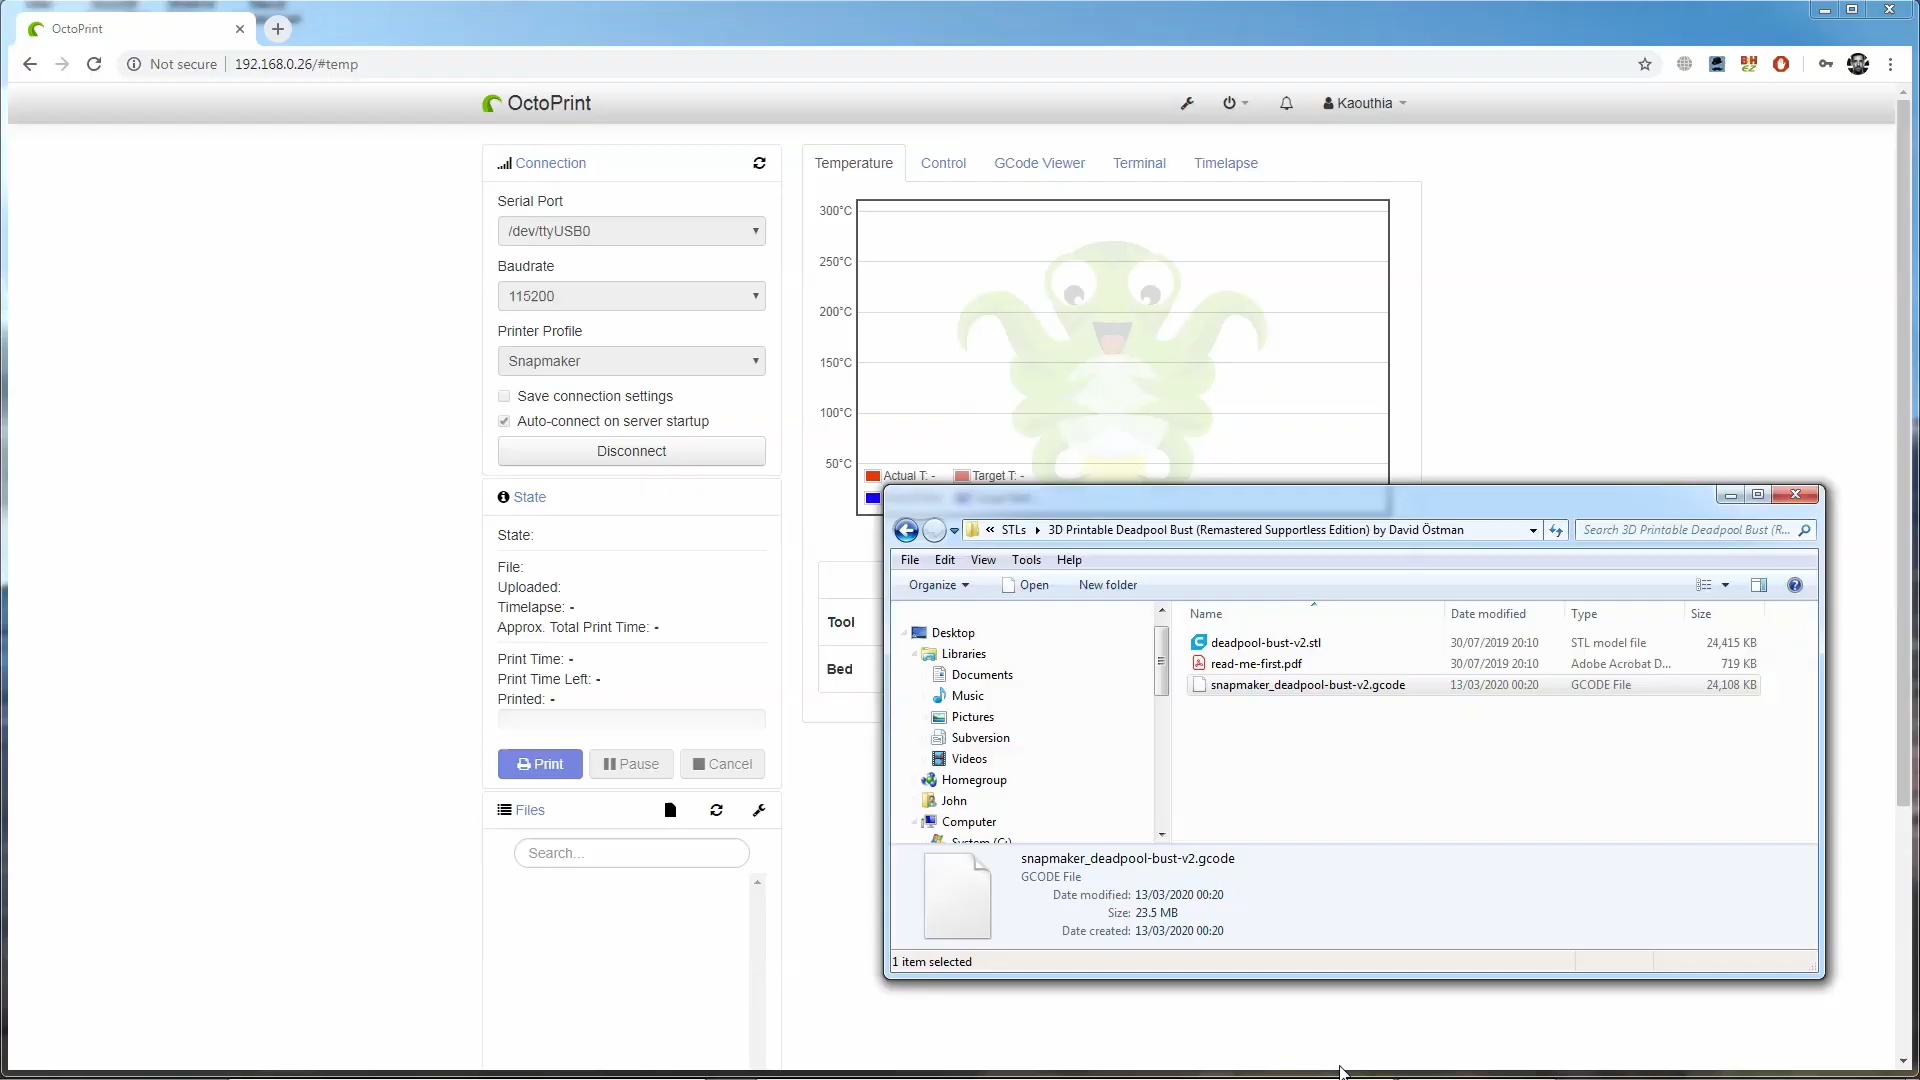 OctoPrint
Not secure 192.168.0.26/#temp
OctoPrint
Kaouthia
Connection
Serial Port
/dev/ttyUSB0
Baudrate
115200
Printer Profile
Snapmaker
Save connection settings
Auto-connect on server startup
Disconnect
State
State:
File:
Uploaded:
Timelapse: -
Approx. Total Print Time: -
Print Time: -
Print Time Left: -
Printed: -
Print Pause Cancel
Files
Search...
Temperature Control GCode Viewer Terminal Timelapse
300°C
250°C
200°C
150°C
100°C
50°C
Actual T: - Target T: -
Tool
Bed
« STLs 3D Printable Deadpool Bust (Remastered Supportless Edition) by David Östman
Search 3D Printable Deadpool Bust (R...
File Edit View Tools Help
Organize Open New folder
Desktop
Libraries
Documents
Music
Pictures
Subversion
Videos
Homegroup
John
Computer
System (C:)
Name Date modified Type Size
deadpool-bust-v2.stl 30/07/2019 20:10 STL model file 24,415 KB
read-me-first.pdf 30/07/2019 20:10 Adobe Acrobat D... 719 KB
snapmaker_deadpool-bust-v2.gcode 13/03/2020 00:20 GCODE File 24,108 KB
snapmaker_deadpool-bust-v2.gcode
GCODE File
Date modified: 13/03/2020 00:20
Size: 23.5 MB
Date created: 13/03/2020 00:20
1 item selected